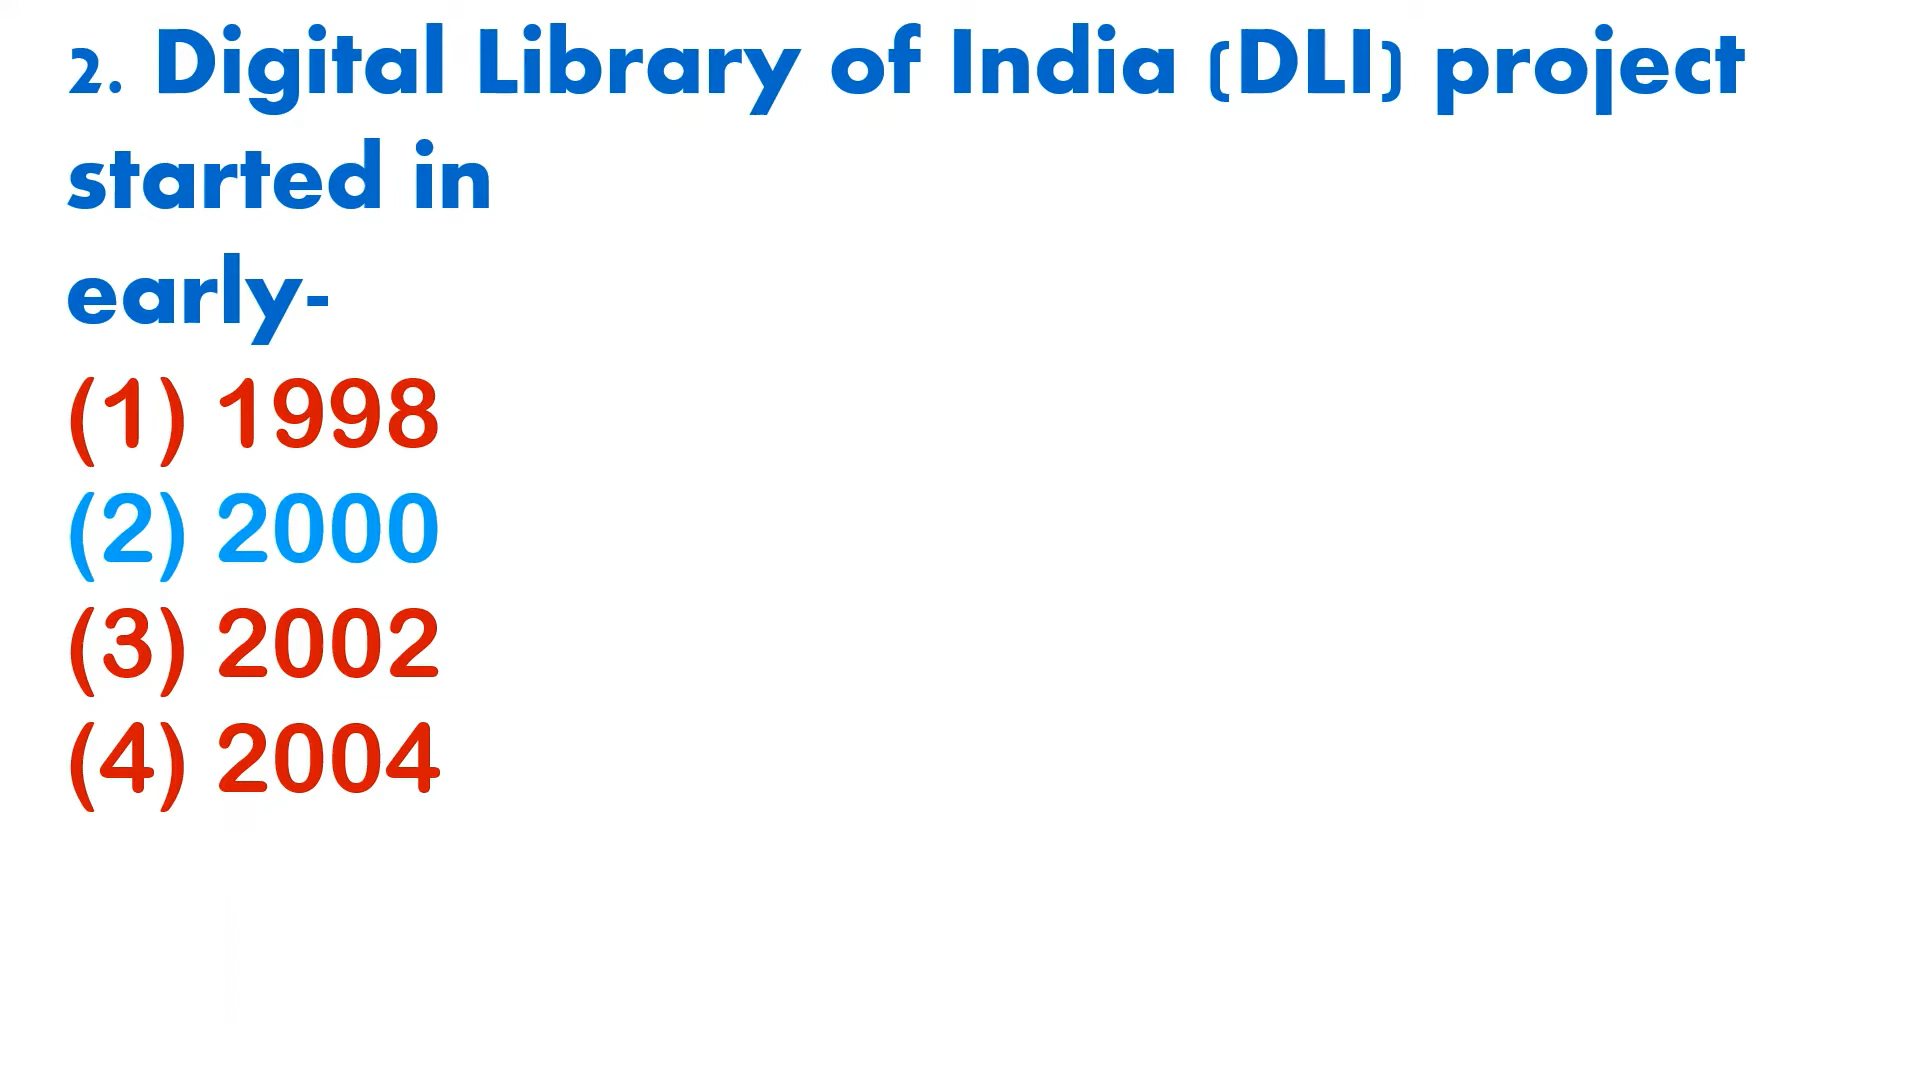 2. Digital Library of India (DLI) project
started in
early-
(1) 1998
(2) 2000
(3) 2002
(4) 2004